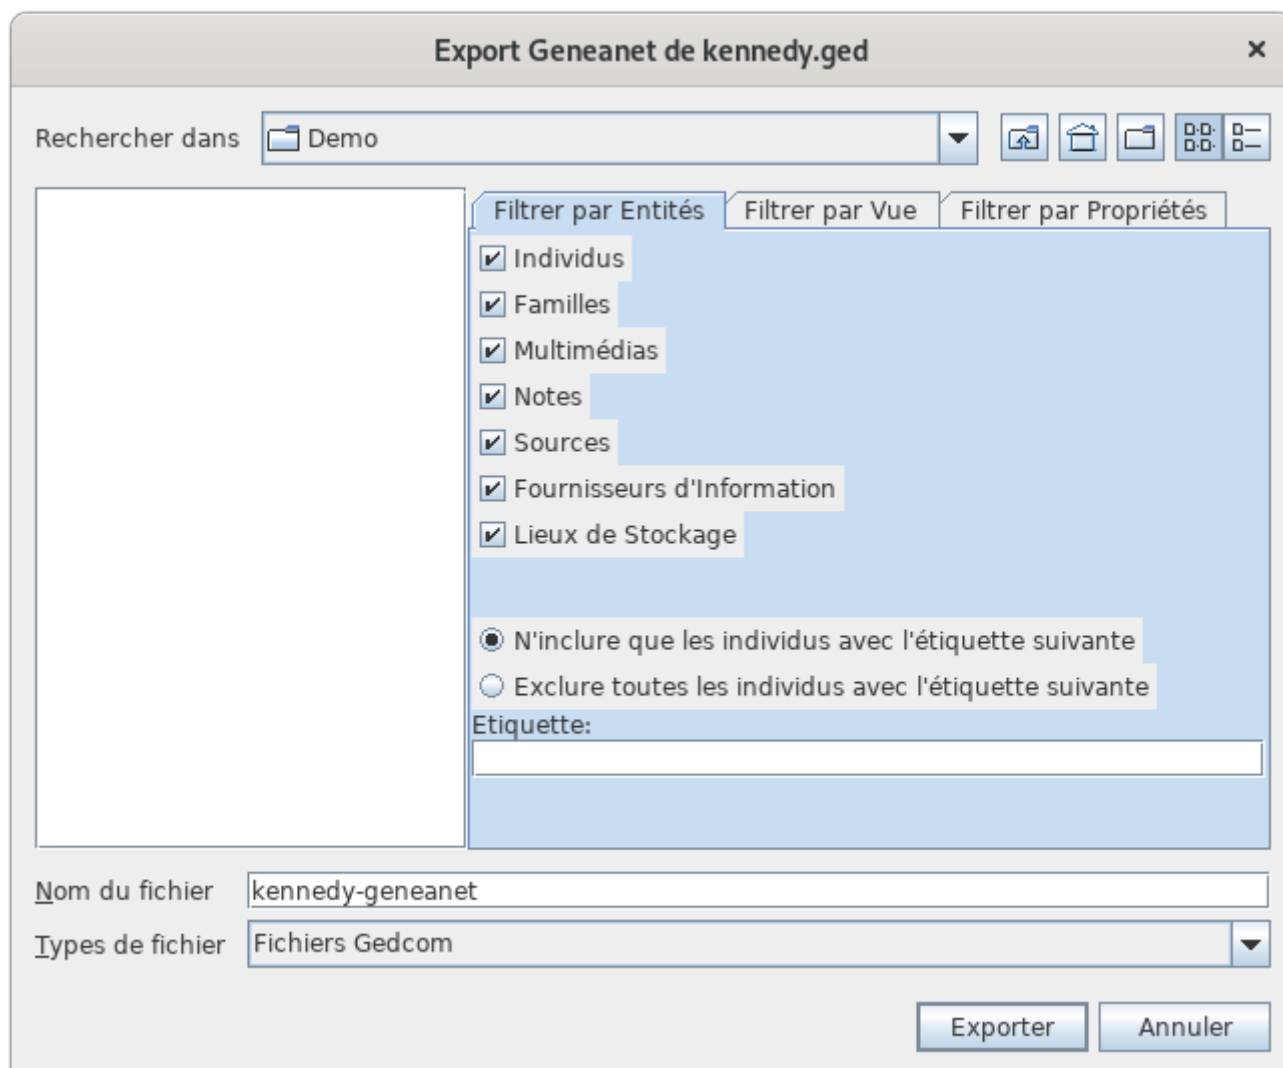 Export Geneanet de kennedy.ged
Rechercher dans Demo
Filtrer par Entités Filtrer par Vue Filtrer par Propriétés
Individus
Familles
Multimédias
Notes
Sources
Fournisseurs d'Information
Lieux de Stockage
N'inclure que les individus avec l'étiquette suivante
Exclure toutes les individus avec l'étiquette suivante
Etiquette:
Nom du fichier kennedy-geneanet
Types de fichier Fichiers Gedcom
Exporter Annuler